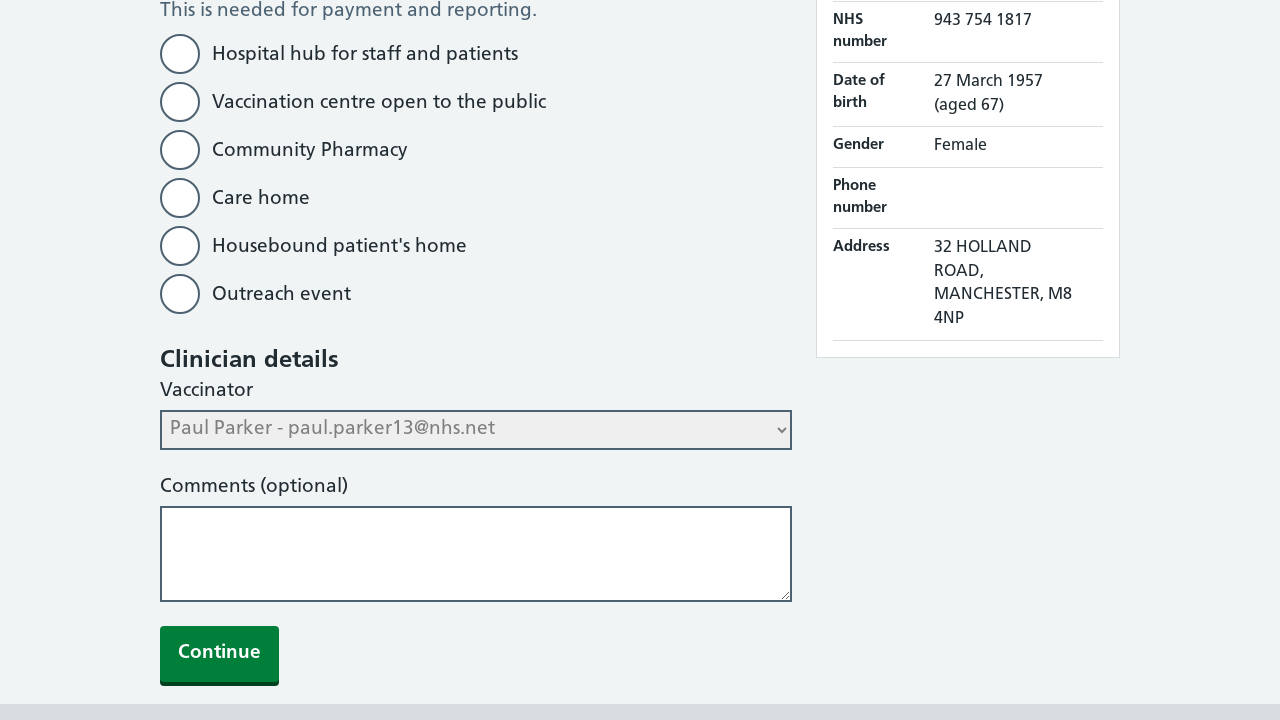 This is needed for payment and reporting.
Hospital hub for staff and patients
Vaccination centre open to the public
Community Pharmacy
Care home
Housebound patient's home
Outreach event
Clinician details
Vaccinator
Paul Parker - paul.parker13@nhs.net
Comments (optional)
Continue
NHS
number
943 754 1817
Date of
birth
27 March 1957
(aged 67)
Gender
Female
Phone
number
Address
32 HOLLAND
ROAD,
MANCHESTER, M8
4NP